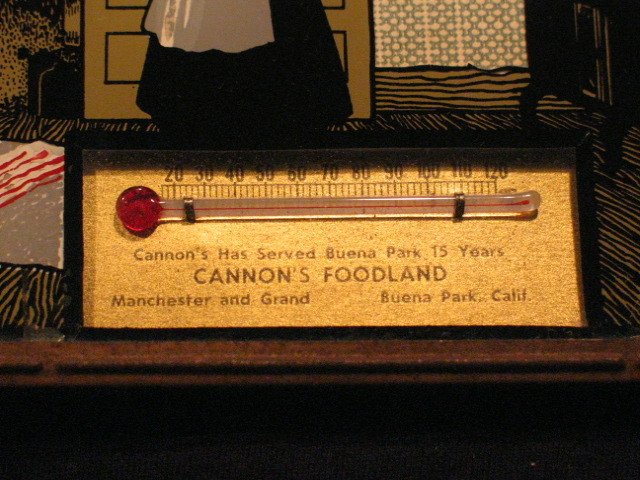 20 30 40 50 60 70 80 90 100 110 120
Cannon's Has Served Buena Park 15 Years
CANNON'S FOODLAND
Manchester and Grand Buena Park, Calif.